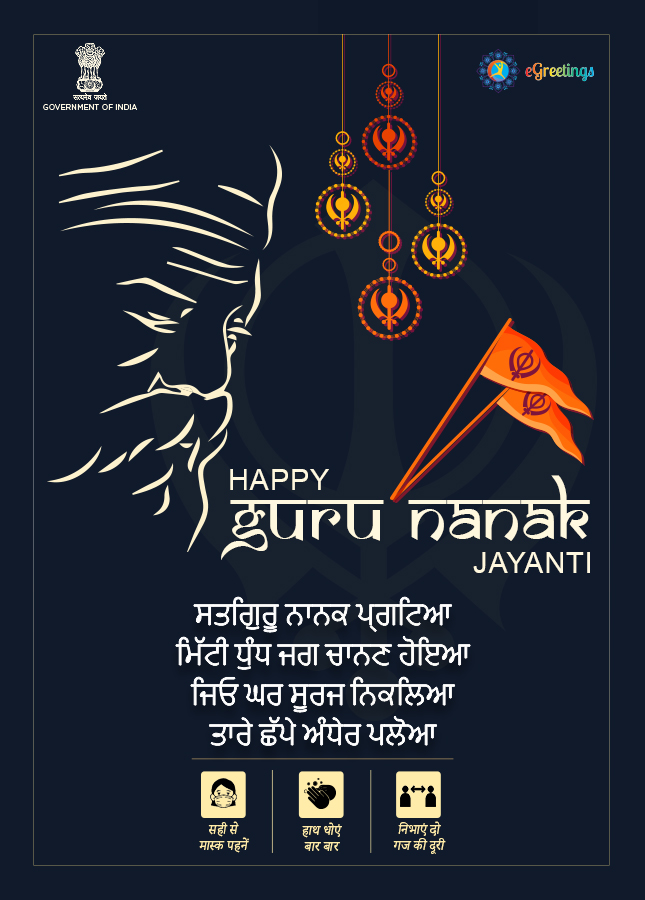 सत्यमेव जयते
GOVERNMENT OF INDIA
eGreetings
HAPPY
guru nanak
JAYANTI
ਸਤਗਿਰੂ ਨਾਨਕ ਪ੍ਰਗਟਿਆ
ਮਿੱਟੀ ਧੁੰਧ ਜਗ ਚਾਨਣ ਹੋਇਆ
ਜਿਓ ਘਰ ਸੂਰਜ ਨਿਕਲਿਆ
ਤਾਰੇ ਛੱਪੇ ਅੰਧੇਰ ਪਲੋਆ
सही से
मास्क पहनें
हाथ धोएं
बार बार
निभाएं दो
गज की दूरी